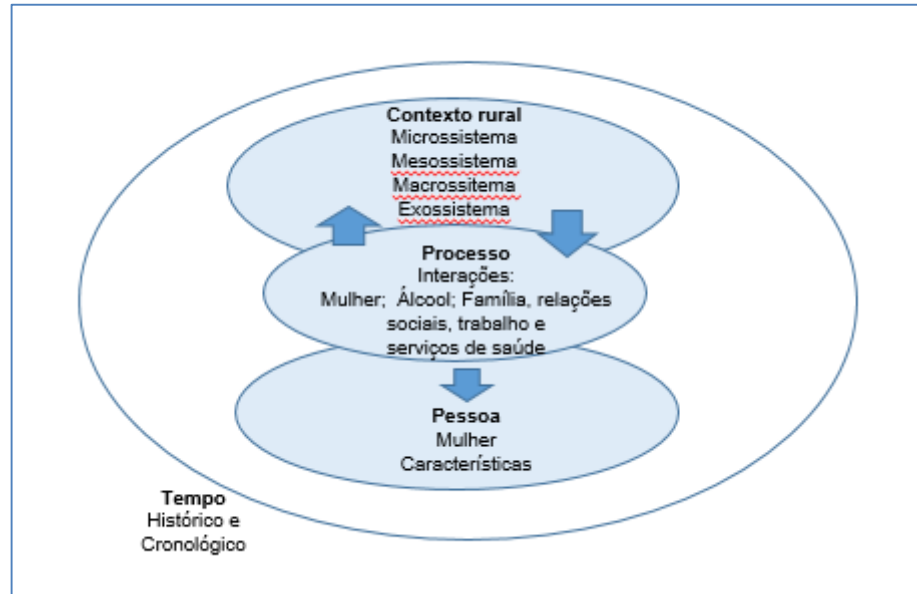 Contexto rural
Microssistema
Mesossistema
Macrossitema
Exossistema
Processo
Interações:
Mulher; Álcool; Família, relações
sociais, trabalho e
serviços de saúde
Pessoa
Mulher
Características
Tempo
Histórico e
Cronológico